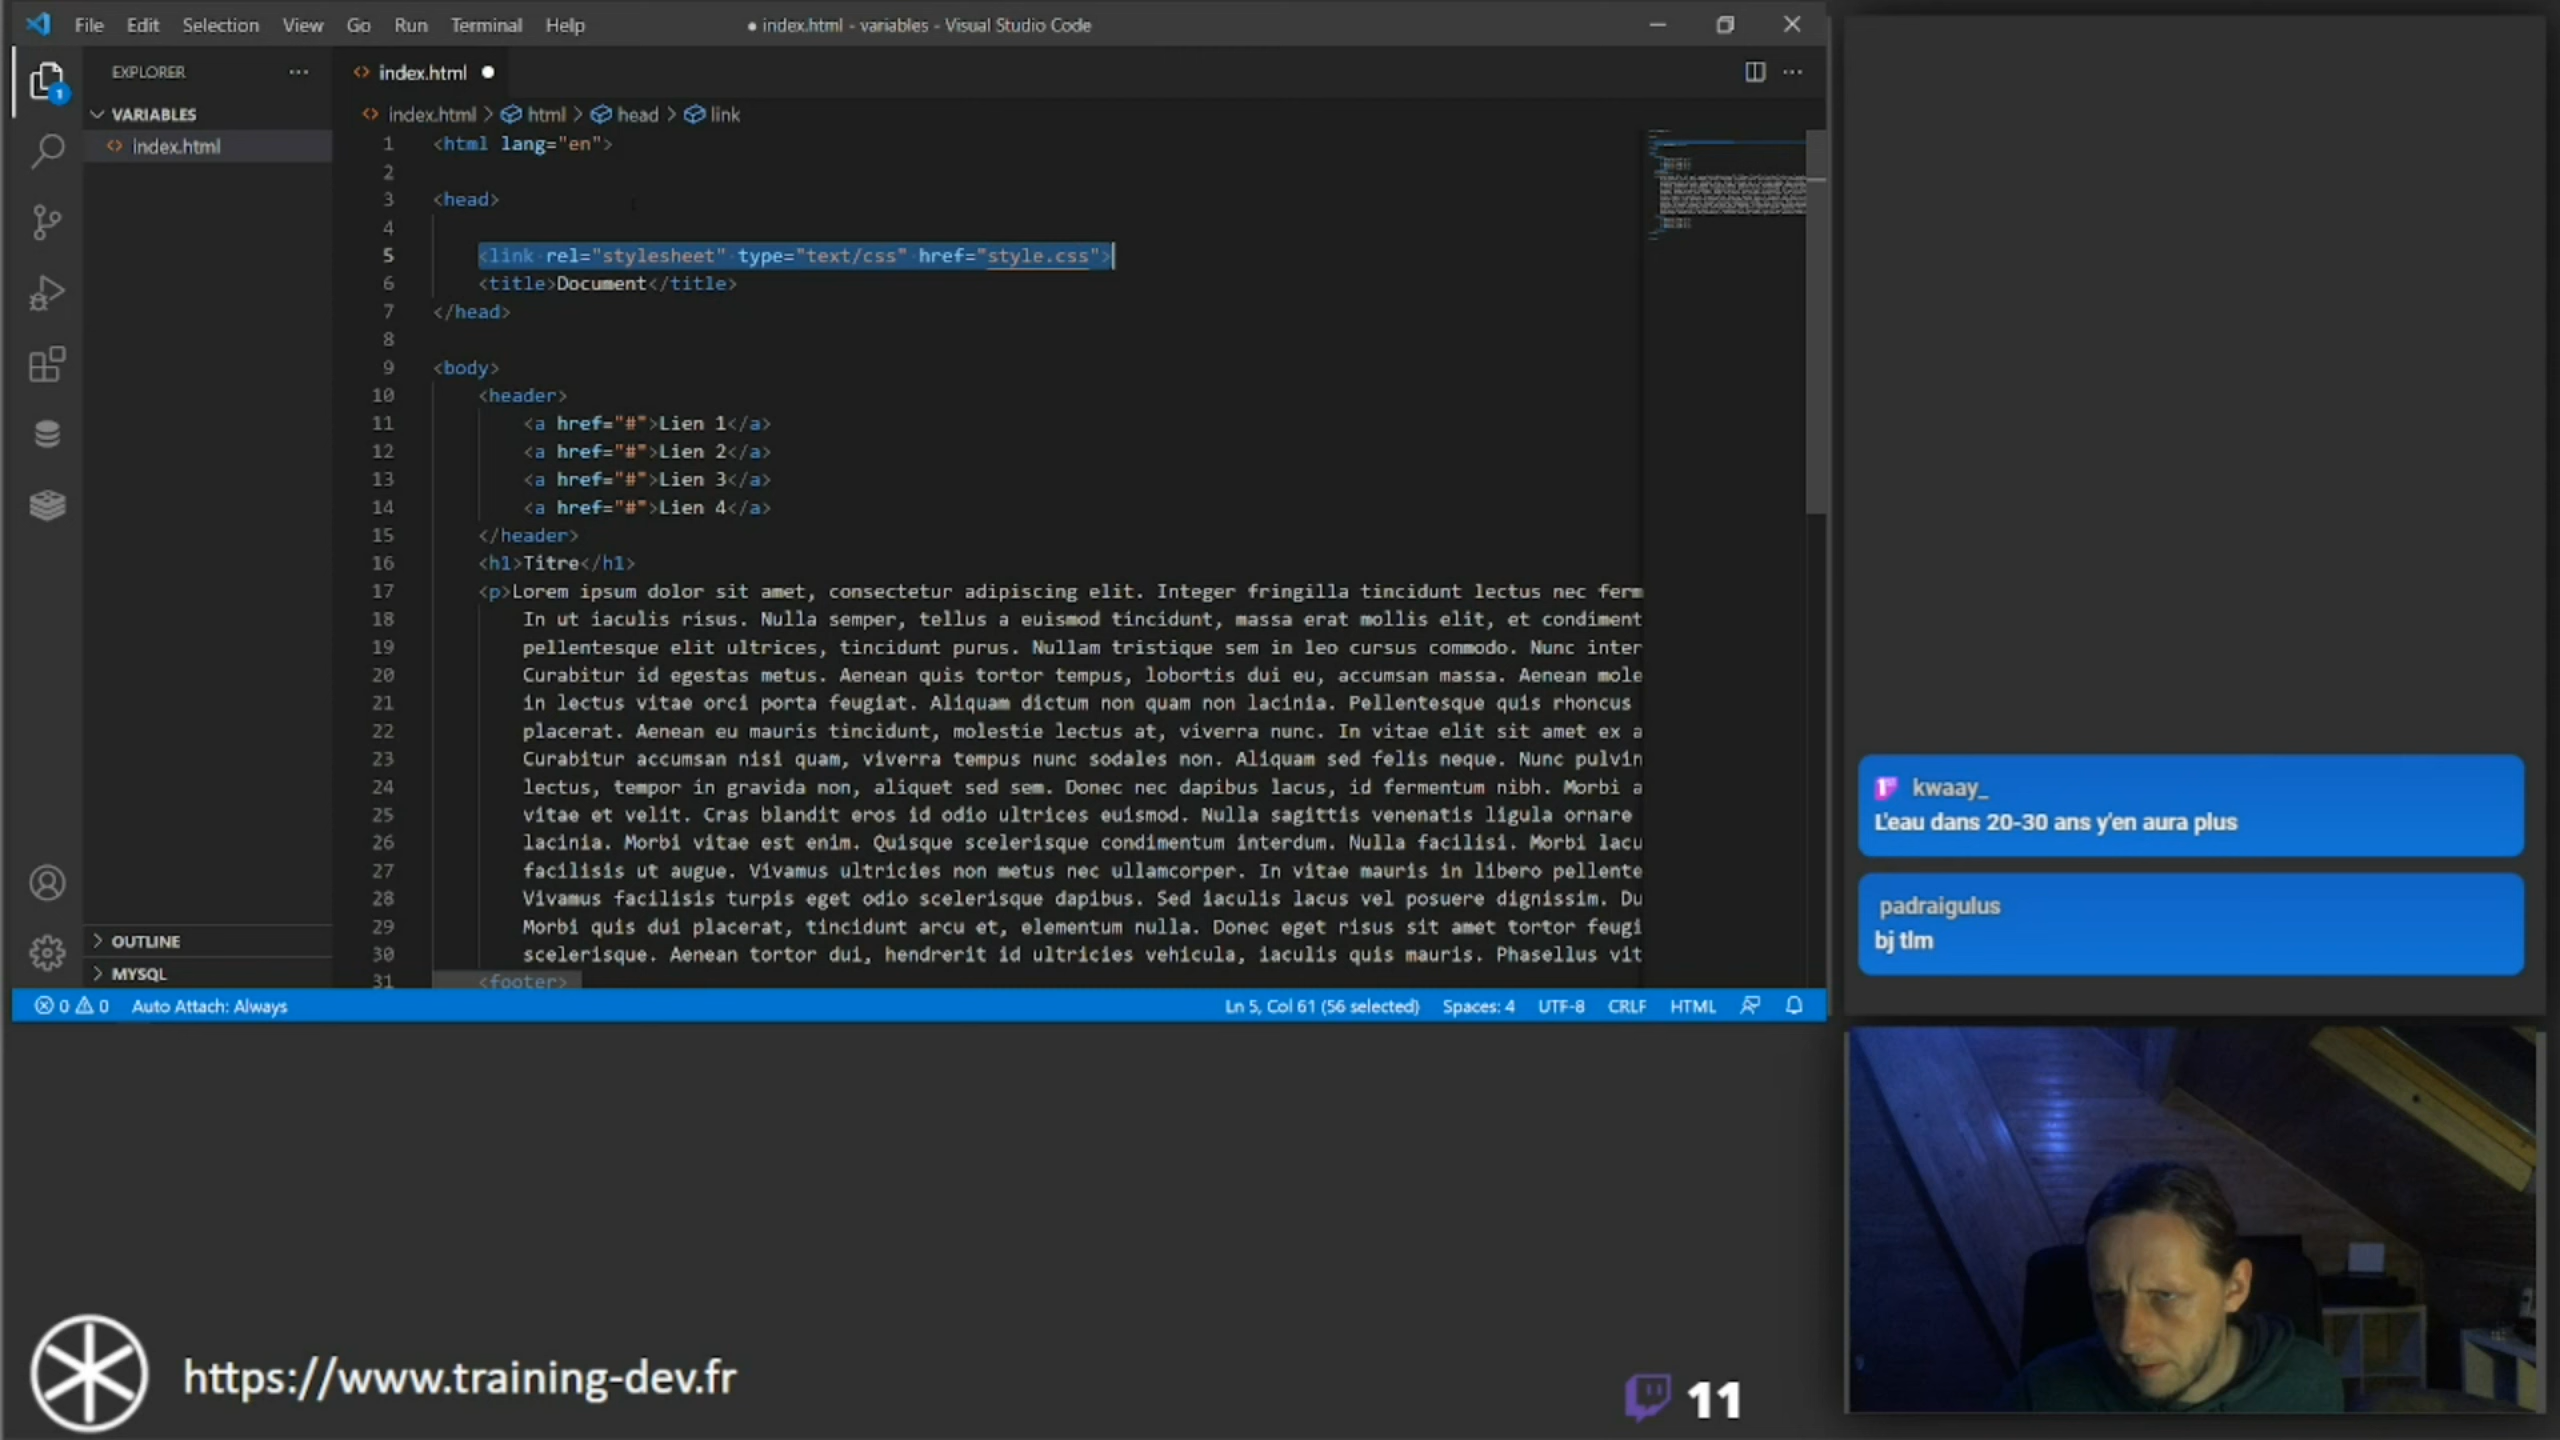 File Edit Selection View Go Run Terminal Help
● index.html - variables - Visual Studio Code
EXPLORER
index.html
1
VARIABLES
index.html
index.html > html > head > link
1 <html lang="en">
2
3 <head>
4
5 <link rel="stylesheet" type="text/css" href="style.css">
6 <title>Document</title>
7 </head>
8
9 <body>
10 <header>
11 <a href="#">Lien 1</a>
12 <a href="#">Lien 2</a>
13 <a href="#">Lien 3</a>
14 <a href="#">Lien 4</a>
15 </header>
16 <h1>Titre</h1>
17 <p>Lorem ipsum dolor sit amet, consectetur adipiscing elit. Integer fringilla tincidunt lectus nec ferm
18 In ut iaculis risus. Nulla semper, tellus a euismod tincidunt, massa erat mollis elit, et condiment
19 pellentesque elit ultrices, tincidunt purus. Nullam tristique sem in leo cursus commodo. Nunc inter
20 Curabitur id egestas metus. Aenean quis tortor tempus, lobortis dui eu, accumsan massa. Aenean mole
21 in lectus vitae orci porta feugiat. Aliquam dictum non quam non lacinia. Pellentesque quis rhoncus
22 placerat. Aenean eu mauris tincidunt, molestie lectus at, viverra nunc. In vitae elit sit amet ex a
23 Curabitur accumsan nisi quam, viverra tempus nunc sodales non. Aliquam sed felis neque. Nunc pulvin
24 lectus, tempor in gravida non, aliquet sed sem. Donec nec dapibus lacus, id fermentum nibh. Morbi a
25 vitae et velit. Cras blandit eros id odio ultrices euismod. Nulla sagittis venenatis ligula ornare
26 lacinia. Morbi vitae est enim. Quisque scelerisque condimentum interdum. Nulla facilisi. Morbi lacu
27 facilisis ut augue. Vivamus ultricies non metus nec ullamcorper. In vitae mauris in libero pellente
28 Vivamus facilisis turpis eget odio scelerisque dapibus. Sed iaculis lacus vel posuere dignissim. Du
29 Morbi quis dui placerat, tincidunt arcu et, elementum nulla. Donec eget risus sit amet tortor feugi
30 scelerisque. Aenean tortor dui, hendrerit id ultricies vehicula, iaculis quis mauris. Phasellus vit
31 <footer>
OUTLINE
MYSQL
0 0 Auto Attach: Always
Ln 5, Col 61 (56 selected) Spaces: 4 UTF-8 CRLF HTML
kwaay_
L'eau dans 20-30 ans y'en aura plus
padraigulus
bj tlm
https://www.training-dev.fr
11